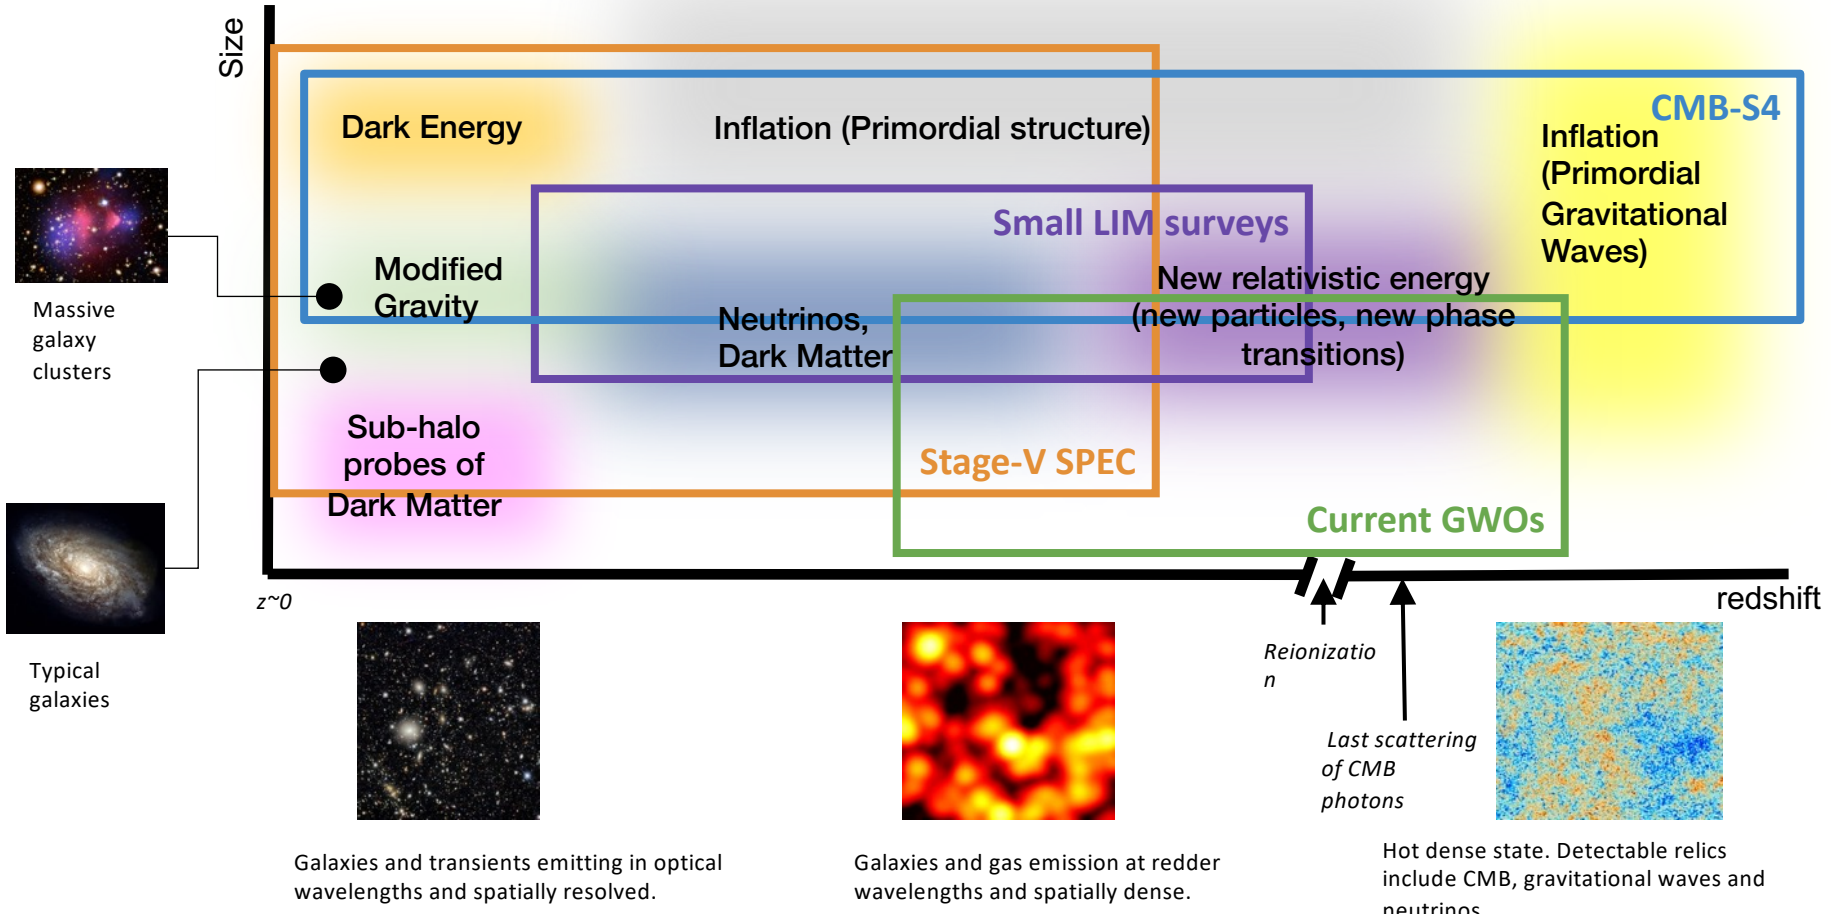 Size
CMB-S4
Dark Energy
Inflation (Primordial structure)
Inflation
(Primordial
Gravitational
Waves)
Small LIM surveys
Modified
Gravity
New relativistic energy
(new particles, new phase
transitions)
Neutrinos,
Dark Matter
Massive
galaxy
clusters
Sub-halo
probes of
Dark Matter
Stage-V SPEC
Current GWOs
z~0
redshift
Typical
galaxies
Reionizatio
n
Last scattering
of CMB
photons
Galaxies and transients emitting in optical
wavelengths and spatially resolved.
Galaxies and gas emission at redder
wavelengths and spatially dense.
Hot dense state. Detectable relics
include CMB, gravitational waves and
neutrinos